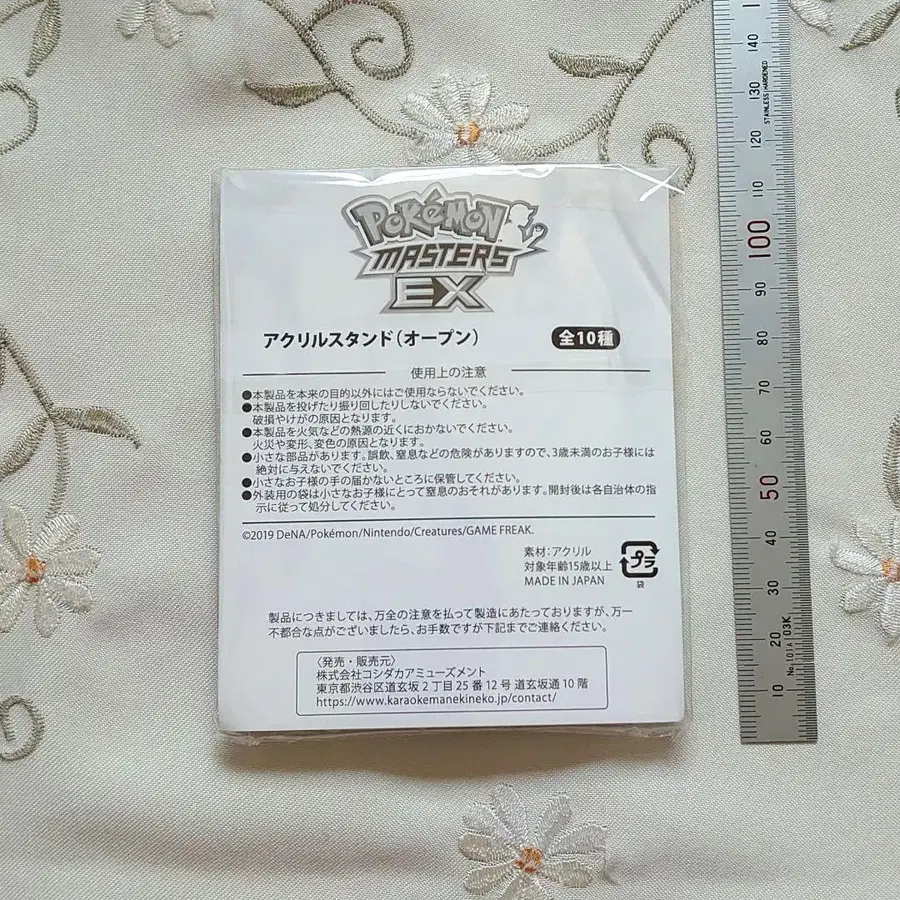 POKÉMON
MASTERS
EX
アクリルスタンド(オープン)
全10種
使用上の注意
●本製品を本来の目的以外にはご使用ならないでください。
●本製品を投げたり振り回したりしないでください。
破損やけがの原因となります。
●本製品を火気などの熱源の近くにおかないでください。
火災や変形、変色の原因となります。
●小さな部品があります。誤飲、窒息などの危険がありますので、3歳未満のお子様には
絶対に与えないでください。
●小さなお子様の手の届かないところに保管してください。
●外装用の袋は小さなお子様にとって窒息のおそれがあります。開封後は各自治体の指
示に従って処分してください。
©2019 DeNA/Pokémon/Nintendo/Creatures/GAME FREAK.
素材:アクリル
対象年齢15歳以上
MADE IN JAPAN
プラ
袋
製品につきましては、万全の注意を払って製造にあたっておりますが、万一
不都合な点がございましたら、お手数ですが下記までご連絡ください。
〈発売・販売元〉
株式会社コシダカアミューズメント
東京都渋谷区道玄坂2丁目25番12号 道玄坂通10階
https://www.karaokemanekineko.jp/contact/
140
130
STAINLESS HARDENED
120
110
100
90
80
70
60
50
40
30
20
10
No.101A 03K